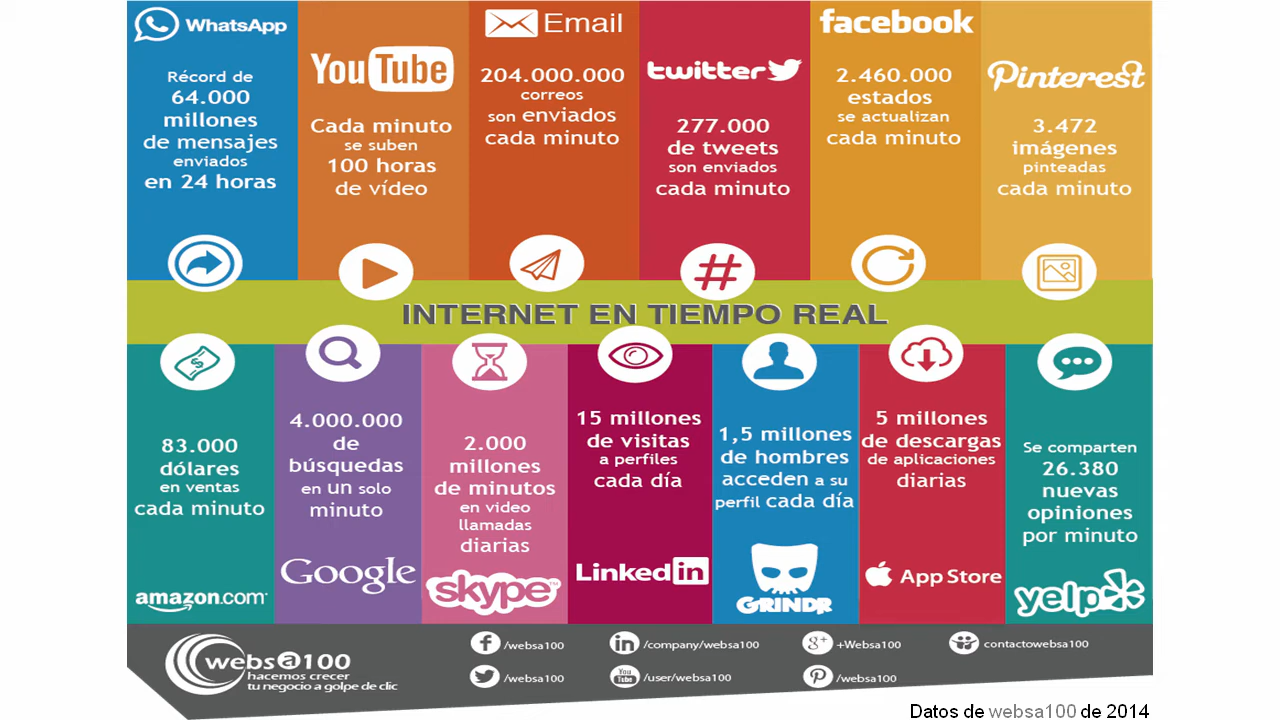 WhatsApp
Récord de
64.000
millones
de mensajes
enviados
en 24 horas
YouTube
Cada minuto
se suben
100 horas
de vídeo
Email
204.000.000
correos
son enviados
cada minuto
twitter
277.000
de tweets
son enviados
cada minuto
facebook
2.460.000
estados
se actualizan
cada minuto
Pinterest
3.472
imágenes
pinteadas
cada minuto
INTERNET EN TIEMPO REAL
83.000
dólares
en ventas
cada minuto
amazon.com
4.000.000
de
búsquedas
en un solo
minuto
Google
2.000
millones
de minutos
en video
llamadas
diarias
skype™
15 millones
de visitas
a perfiles
cada día
Linkedin
1,5 millones
de hombres
acceden a su
perfil cada día
GRINDR
5 millones
de descargas
de aplicaciones
diarias
App Store
Se comparten
26.380
nuevas
opiniones
por minuto
yelp
webs@100
hacemos crecer
tu negocio a golpe de clic
f /websa100
in /company/websa100
g+ +Websa100
contactowebsa100
/websa100
You Tube /user/websa100
/websa100
Datos de websa100 de 2014